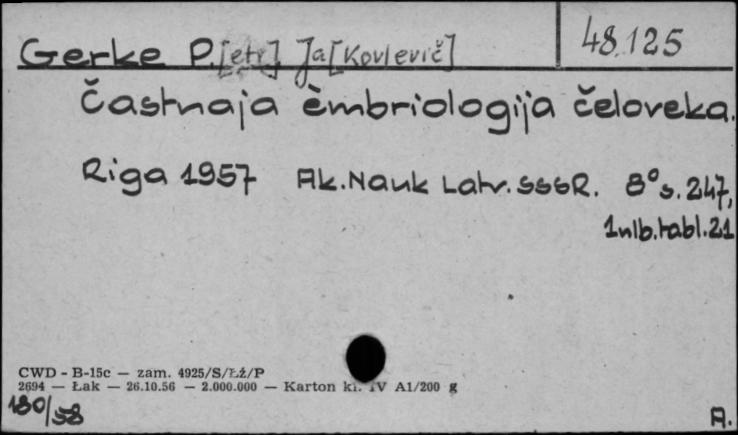 48.125
Gerke P.[etr] Ja[kovlevič]
Častnaja èmbriologija čeloveka.
Riga 1957 Ak.Nauk Latv.SSSR. 8° s.247,
1nlb.tabl.21
CWD - B-15c — zam. 4925/S/Łż/P
2694 — Łak — 26.10.56 — 2.000.000 — Karton kl. IV A1/200 g
180/58
A.